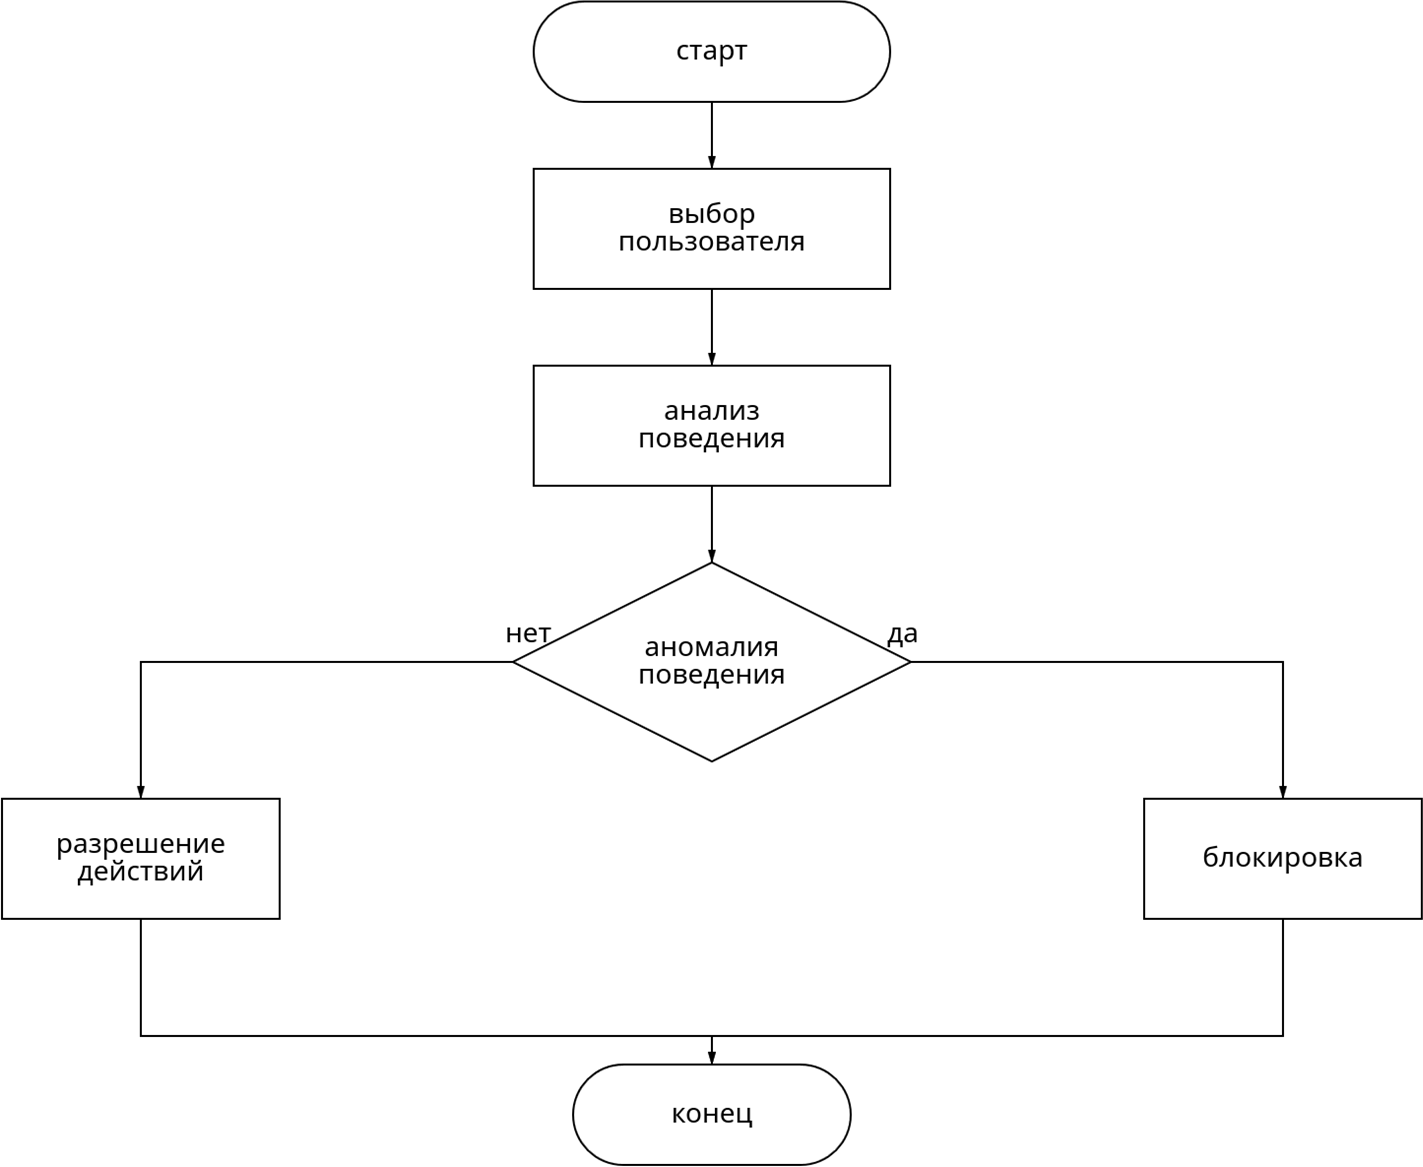 старт
выбор
пользователя
анализ
поведения
нет
да
аномалия
поведения
разрешение
действий
блокировка
конец